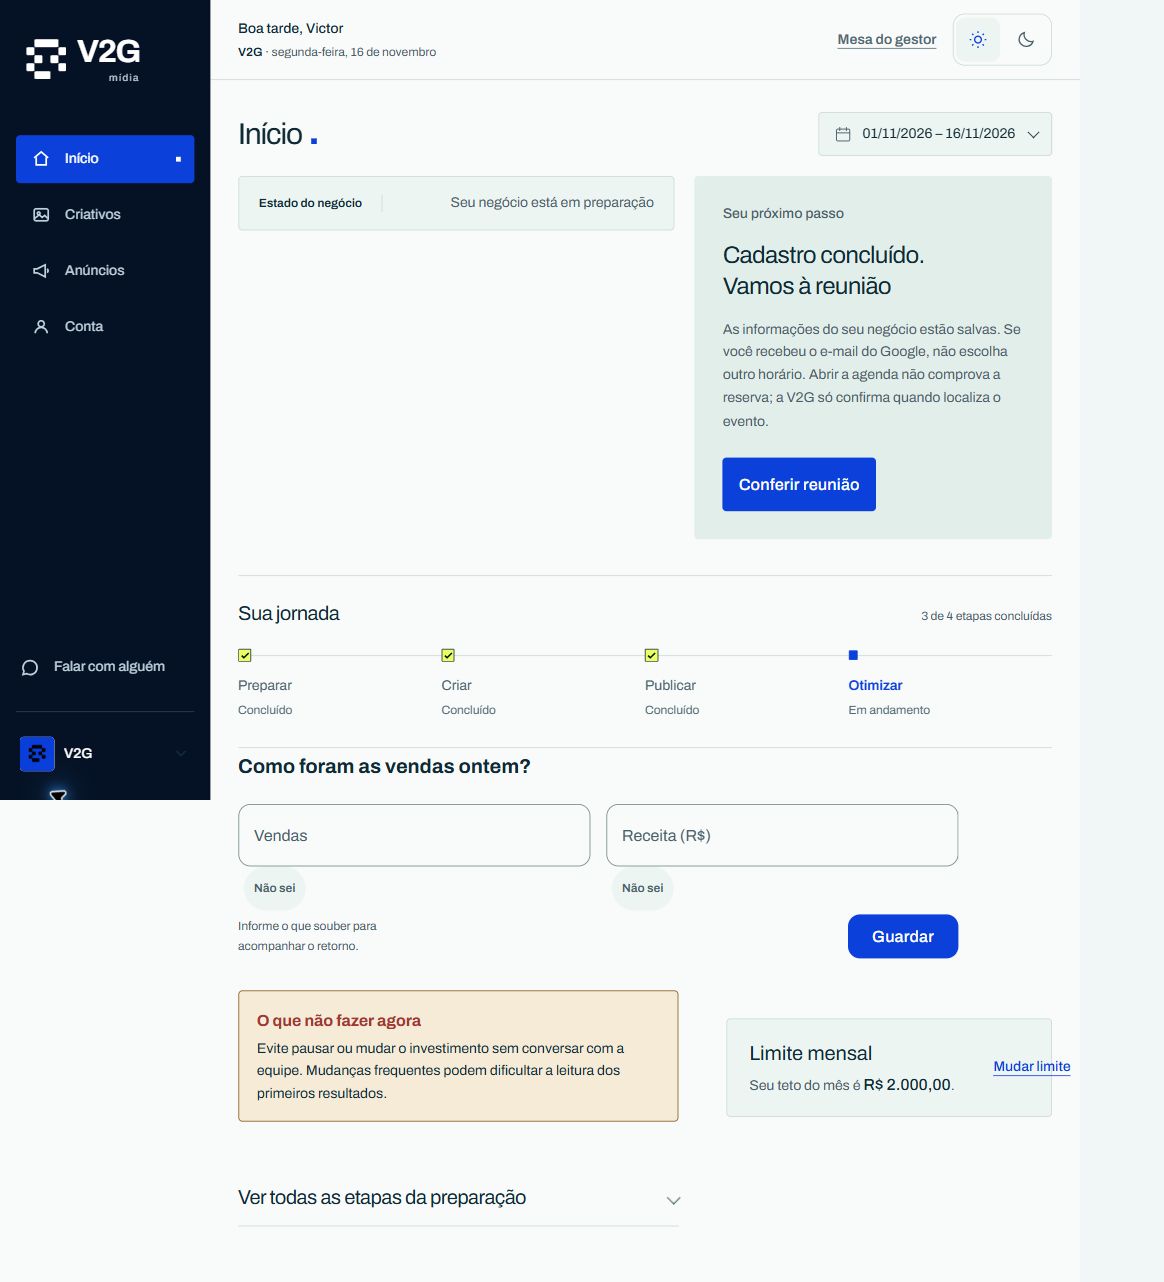 V2G
mídia
Início
Criativos
Anúncios
Conta
Falar com alguém
V2G
Boa tarde, Victor
V2G · segunda-feira, 16 de novembro
Mesa do gestor
Início .
01/11/2026 – 16/11/2026
Estado do negócio
Seu negócio está em preparação
Seu próximo passo
Cadastro concluído.
Vamos à reunião
As informações do seu negócio estão salvas. Se
você recebeu o e-mail do Google, não escolha
outro horário. Abrir a agenda não comprova a
reserva; a V2G só confirma quando localiza o
evento.
Conferir reunião
Sua jornada
3 de 4 etapas concluídas
Preparar
Concluído
Criar
Concluído
Publicar
Concluído
Otimizar
Em andamento
Como foram as vendas ontem?
Vendas
Receita (R$)
Não sei
Não sei
Informe o que souber para
acompanhar o retorno.
Guardar
O que não fazer agora
Evite pausar ou mudar o investimento sem conversar com a
equipe. Mudanças frequentes podem dificultar a leitura dos
primeiros resultados.
Limite mensal
Seu teto do mês é R$ 2.000,00.
Mudar limite
Ver todas as etapas da preparação